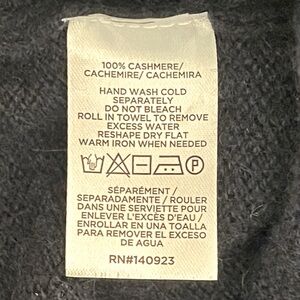 100% CASHMERE/
CACHEMIRE/ CACHEMIRA
HAND WASH COLD
SEPARATELY
DO NOT BLEACH
ROLL IN TOWEL TO REMOVE
EXCESS WATER
RESHAPE DRY FLAT
WARM IRON WHEN NEEDED
P
SÉPARÉMENT /
SEPARADAMENTE / ROULER
DANS UNE SERVIETTE POUR
ENLEVER L'EXCÈS D'EAU /
ENROLLAR EN UNA TOALLA
PARA REMOVER EL EXCESO
DE AGUA
RN#140923